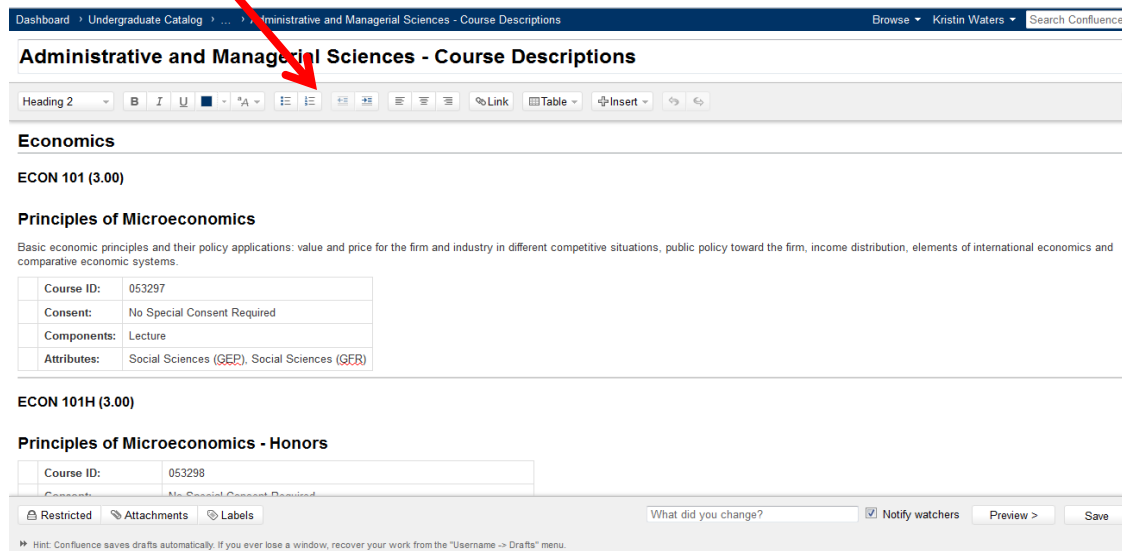 Dashboard › Undergraduate Catalog › ... › Administrative and Managerial Sciences - Course Descriptions Browse Kristin Waters Search Confluence
Administrative and Managerial Sciences - Course Descriptions
Heading 2 B I U A Link Table Insert
Economics
ECON 101 (3.00)
Principles of Microeconomics
Basic economic principles and their policy applications: value and price for the firm and industry in different competitive situations, public policy toward the firm, income distribution, elements of international economics and
comparative economic systems.
Course ID: 053297
Consent: No Special Consent Required
Components: Lecture
Attributes: Social Sciences (GEP), Social Sciences (GFR)
ECON 101H (3.00)
Principles of Microeconomics - Honors
Course ID: 053298
Consent: No Special Consent Required
Restricted Attachments Labels What did you change? Notify watchers Preview > Save
Hint: Confluence saves drafts automatically. If you ever lose a window, recover your work from the "Username -> Drafts" menu.